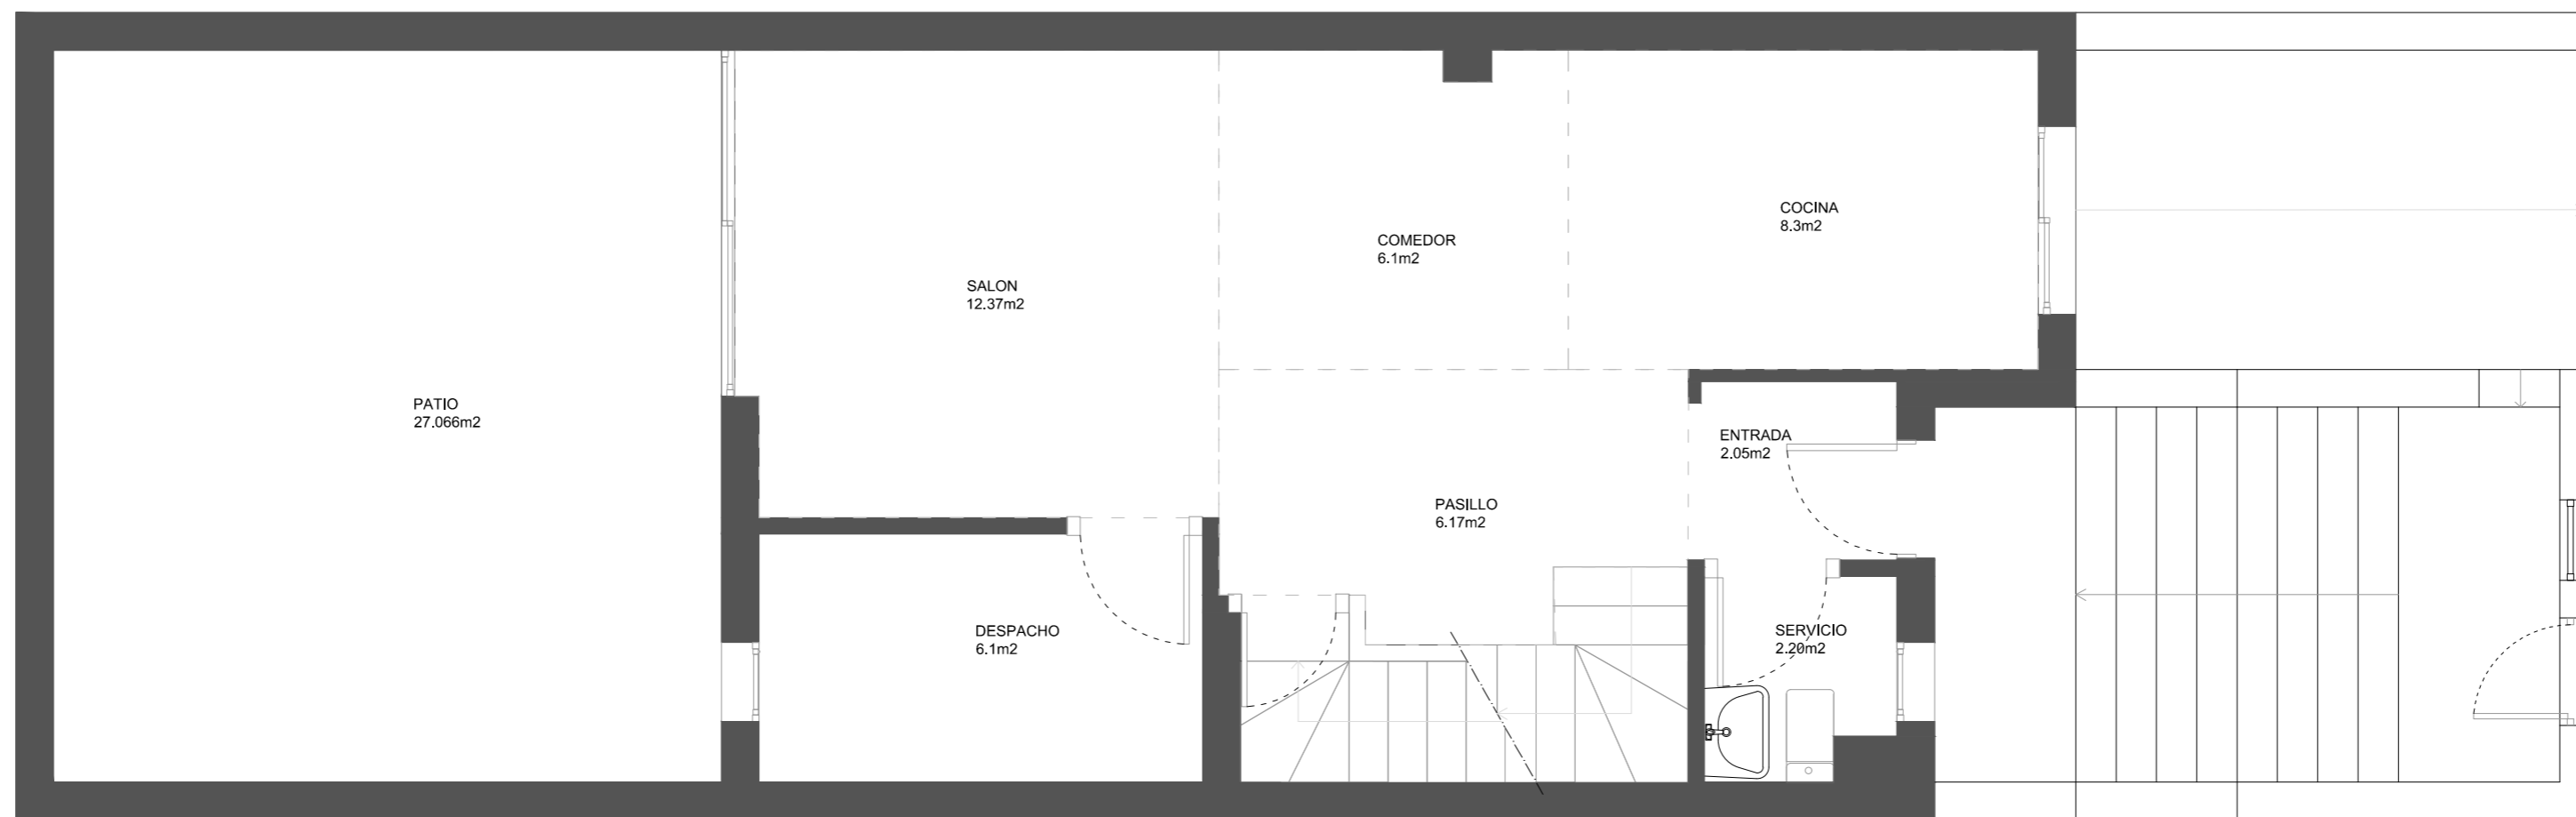 PATIO
27.066m2
SALON
12.37m2
COMEDOR
6.1m2
COCINA
8.3m2
ENTRADA
2.05m2
PASILLO
6.17m2
DESPACHO
6.1m2
SERVICIO
2.20m2